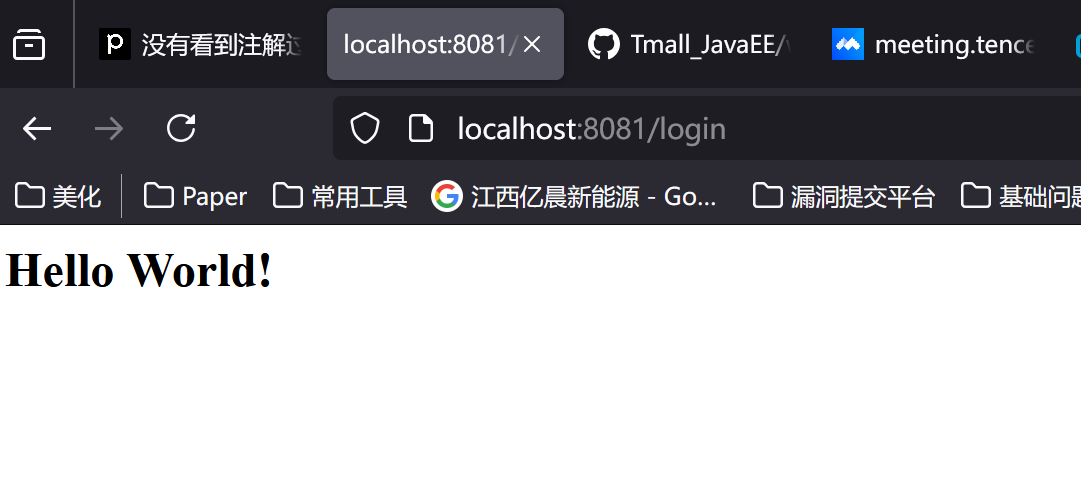 没有看到注解过
localhost:8081/
Tmall_JavaEE/
meeting.tence
localhost:8081/login
美化
Paper
常用工具
江西亿晨新能源 - Go...
漏洞提交平台
基础问题
Hello World!